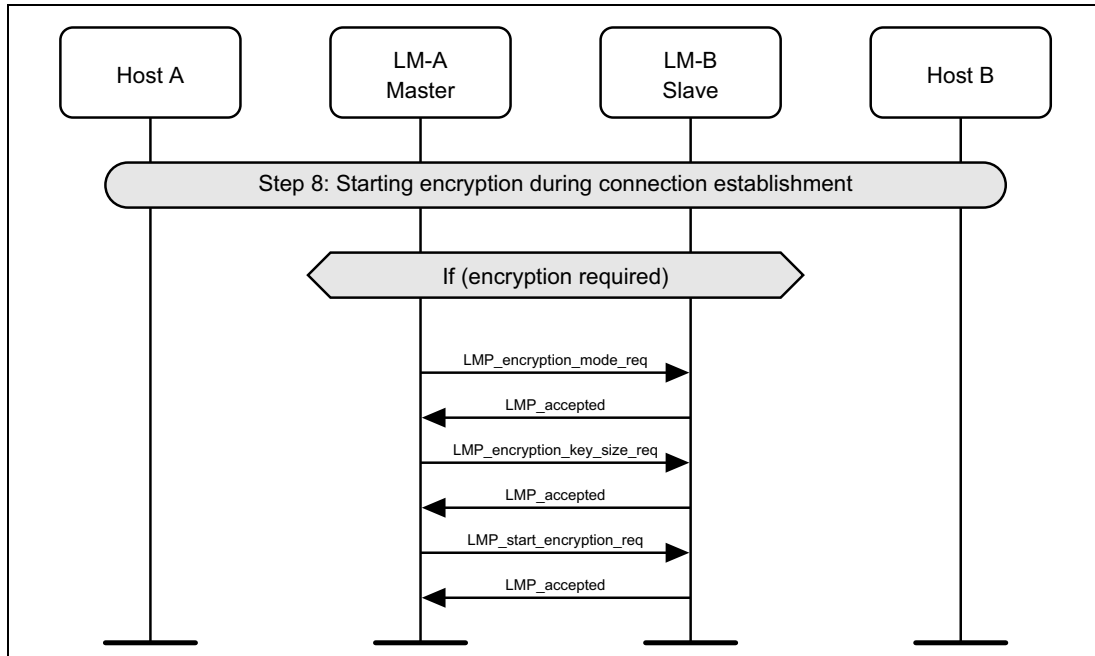 Host A
LM-A
Master
LM-B
Slave
Host B
Step 8: Starting encryption during connection establishment
If (encryption required)
LMP_encryption_mode_req
LMP_accepted
LMP_encryption_key_size_req
LMP_accepted
LMP_start_encryption_req
LMP_accepted